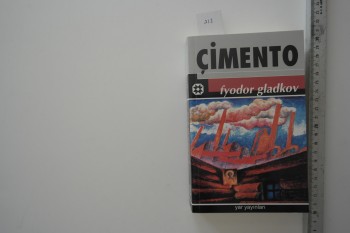 ÇİMENTO
fyodor gladkov
yar yayınları